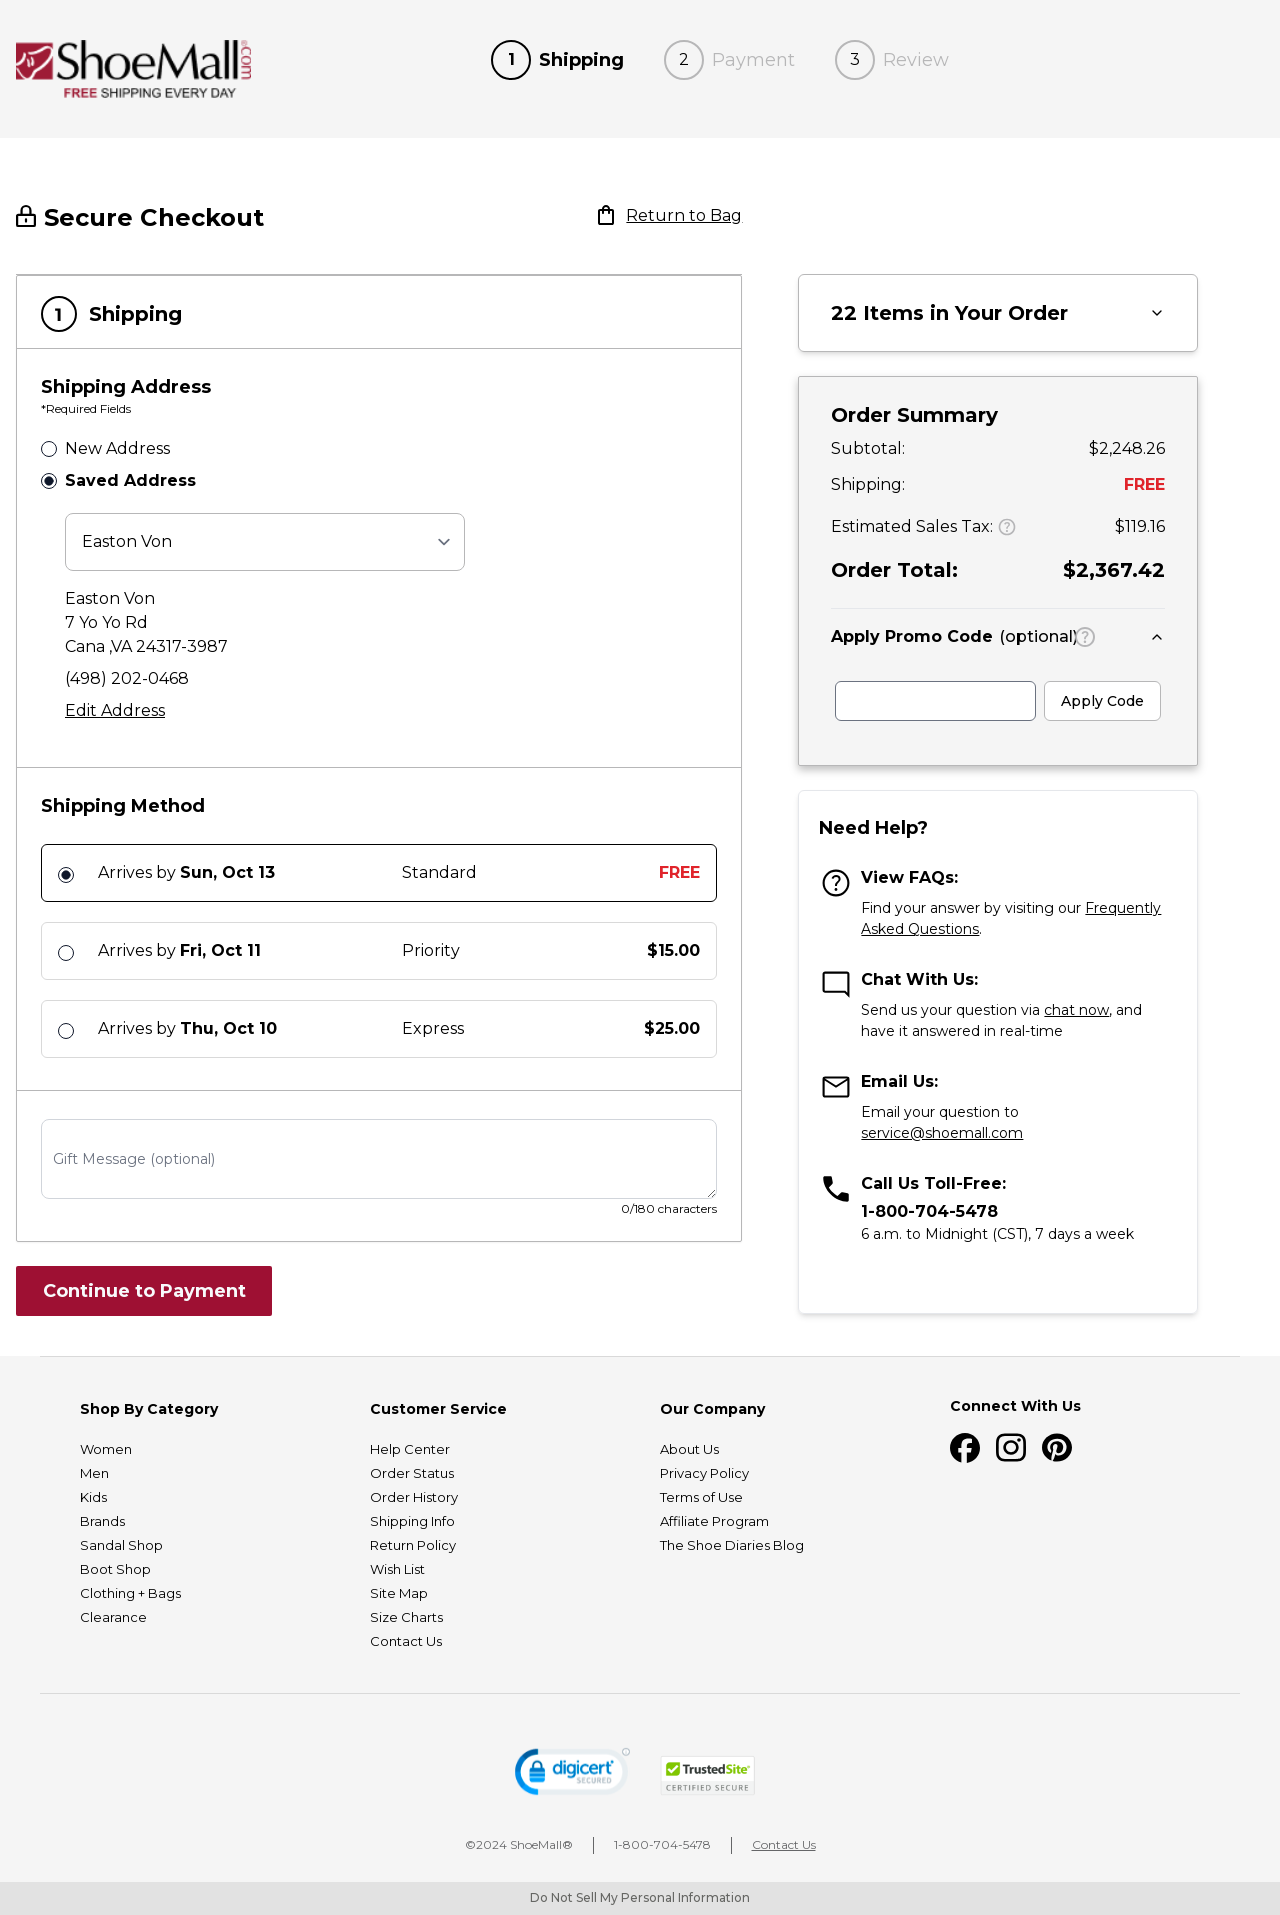 ShoeMall.com
FREE SHIPPING EVERY DAY
1 Shipping
2 Payment
3 Review
Secure Checkout
Return to Bag
1 Shipping
Shipping Address
*Required Fields
New Address
Saved Address
Easton Von
Easton Von
7 Yo Yo Rd
Cana ,VA 24317-3987
(498) 202-0468
Edit Address
Shipping Method
Arrives by Sun, Oct 13 Standard FREE
Arrives by Fri, Oct 11 Priority $15.00
Arrives by Thu, Oct 10 Express $25.00
Gift Message (optional)
0/180 characters
Continue to Payment
22 Items in Your Order
Order Summary
Subtotal: $2,248.26
Shipping: FREE
Estimated Sales Tax: ? $119.16
Order Total: $2,367.42
Apply Promo Code (optional) ?
Apply Code
Need Help?
View FAQs:
Find your answer by visiting our Frequently
Asked Questions.
Chat With Us:
Send us your question via chat now, and
have it answered in real-time
Email Us:
Email your question to
service@shoemall.com
Call Us Toll-Free:
1-800-704-5478
6 a.m. to Midnight (CST), 7 days a week
Shop By Category
Women
Men
Kids
Brands
Sandal Shop
Boot Shop
Clothing + Bags
Clearance
Customer Service
Help Center
Order Status
Order History
Shipping Info
Return Policy
Wish List
Site Map
Size Charts
Contact Us
Our Company
About Us
Privacy Policy
Terms of Use
Affiliate Program
The Shoe Diaries Blog
Connect With Us
digicert
SECURED
TrustedSite
CERTIFIED SECURE
©2024 ShoeMall®
1-800-704-5478
Contact Us
Do Not Sell My Personal Information